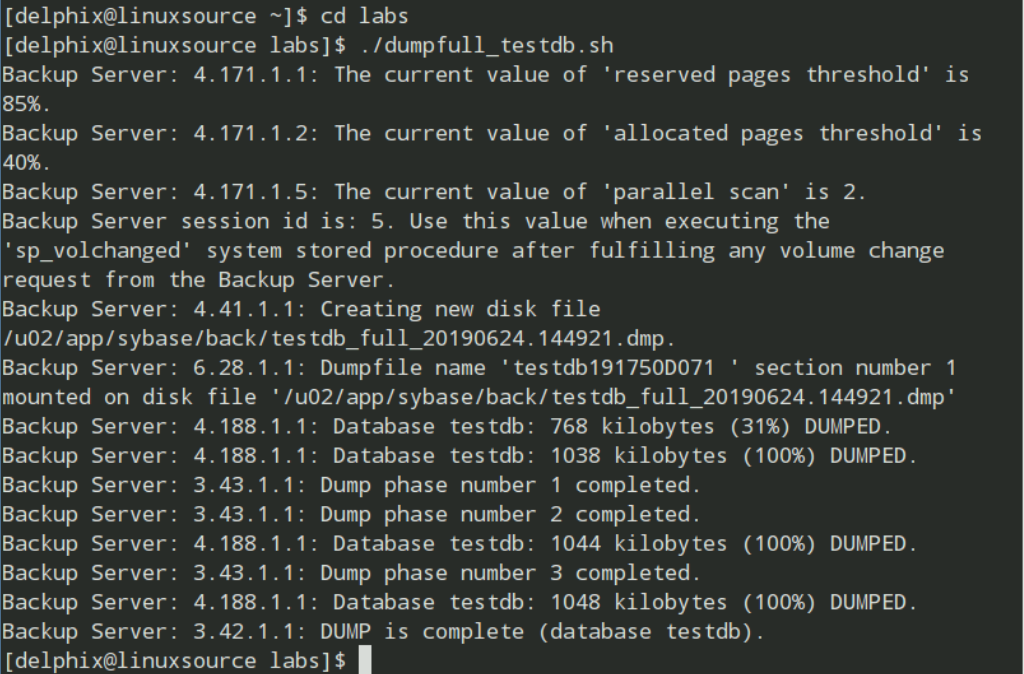 [delphix@linuxsource ~]$ cd labs
[delphix@linuxsource labs]$ ./dumpfull_testdb.sh
Backup Server: 4.171.1.1: The current value of 'reserved pages threshold' is
85%.
Backup Server: 4.171.1.2: The current value of 'allocated pages threshold' is
40%.
Backup Server: 4.171.1.5: The current value of 'parallel scan' is 2.
Backup Server session id is: 5. Use this value when executing the
'sp_volchanged' system stored procedure after fulfilling any volume change
request from the Backup Server.
Backup Server: 4.41.1.1: Creating new disk file
/u02/app/sybase/back/testdb_full_20190624.144921.dmp.
Backup Server: 6.28.1.1: Dumpfile name 'testdb191750D071 ' section number 1
mounted on disk file '/u02/app/sybase/back/testdb_full_20190624.144921.dmp'
Backup Server: 4.188.1.1: Database testdb: 768 kilobytes (31%) DUMPED.
Backup Server: 4.188.1.1: Database testdb: 1038 kilobytes (100%) DUMPED.
Backup Server: 3.43.1.1: Dump phase number 1 completed.
Backup Server: 3.43.1.1: Dump phase number 2 completed.
Backup Server: 4.188.1.1: Database testdb: 1044 kilobytes (100%) DUMPED.
Backup Server: 3.43.1.1: Dump phase number 3 completed.
Backup Server: 4.188.1.1: Database testdb: 1048 kilobytes (100%) DUMPED.
Backup Server: 3.42.1.1: DUMP is complete (database testdb).
[delphix@linuxsource labs]$